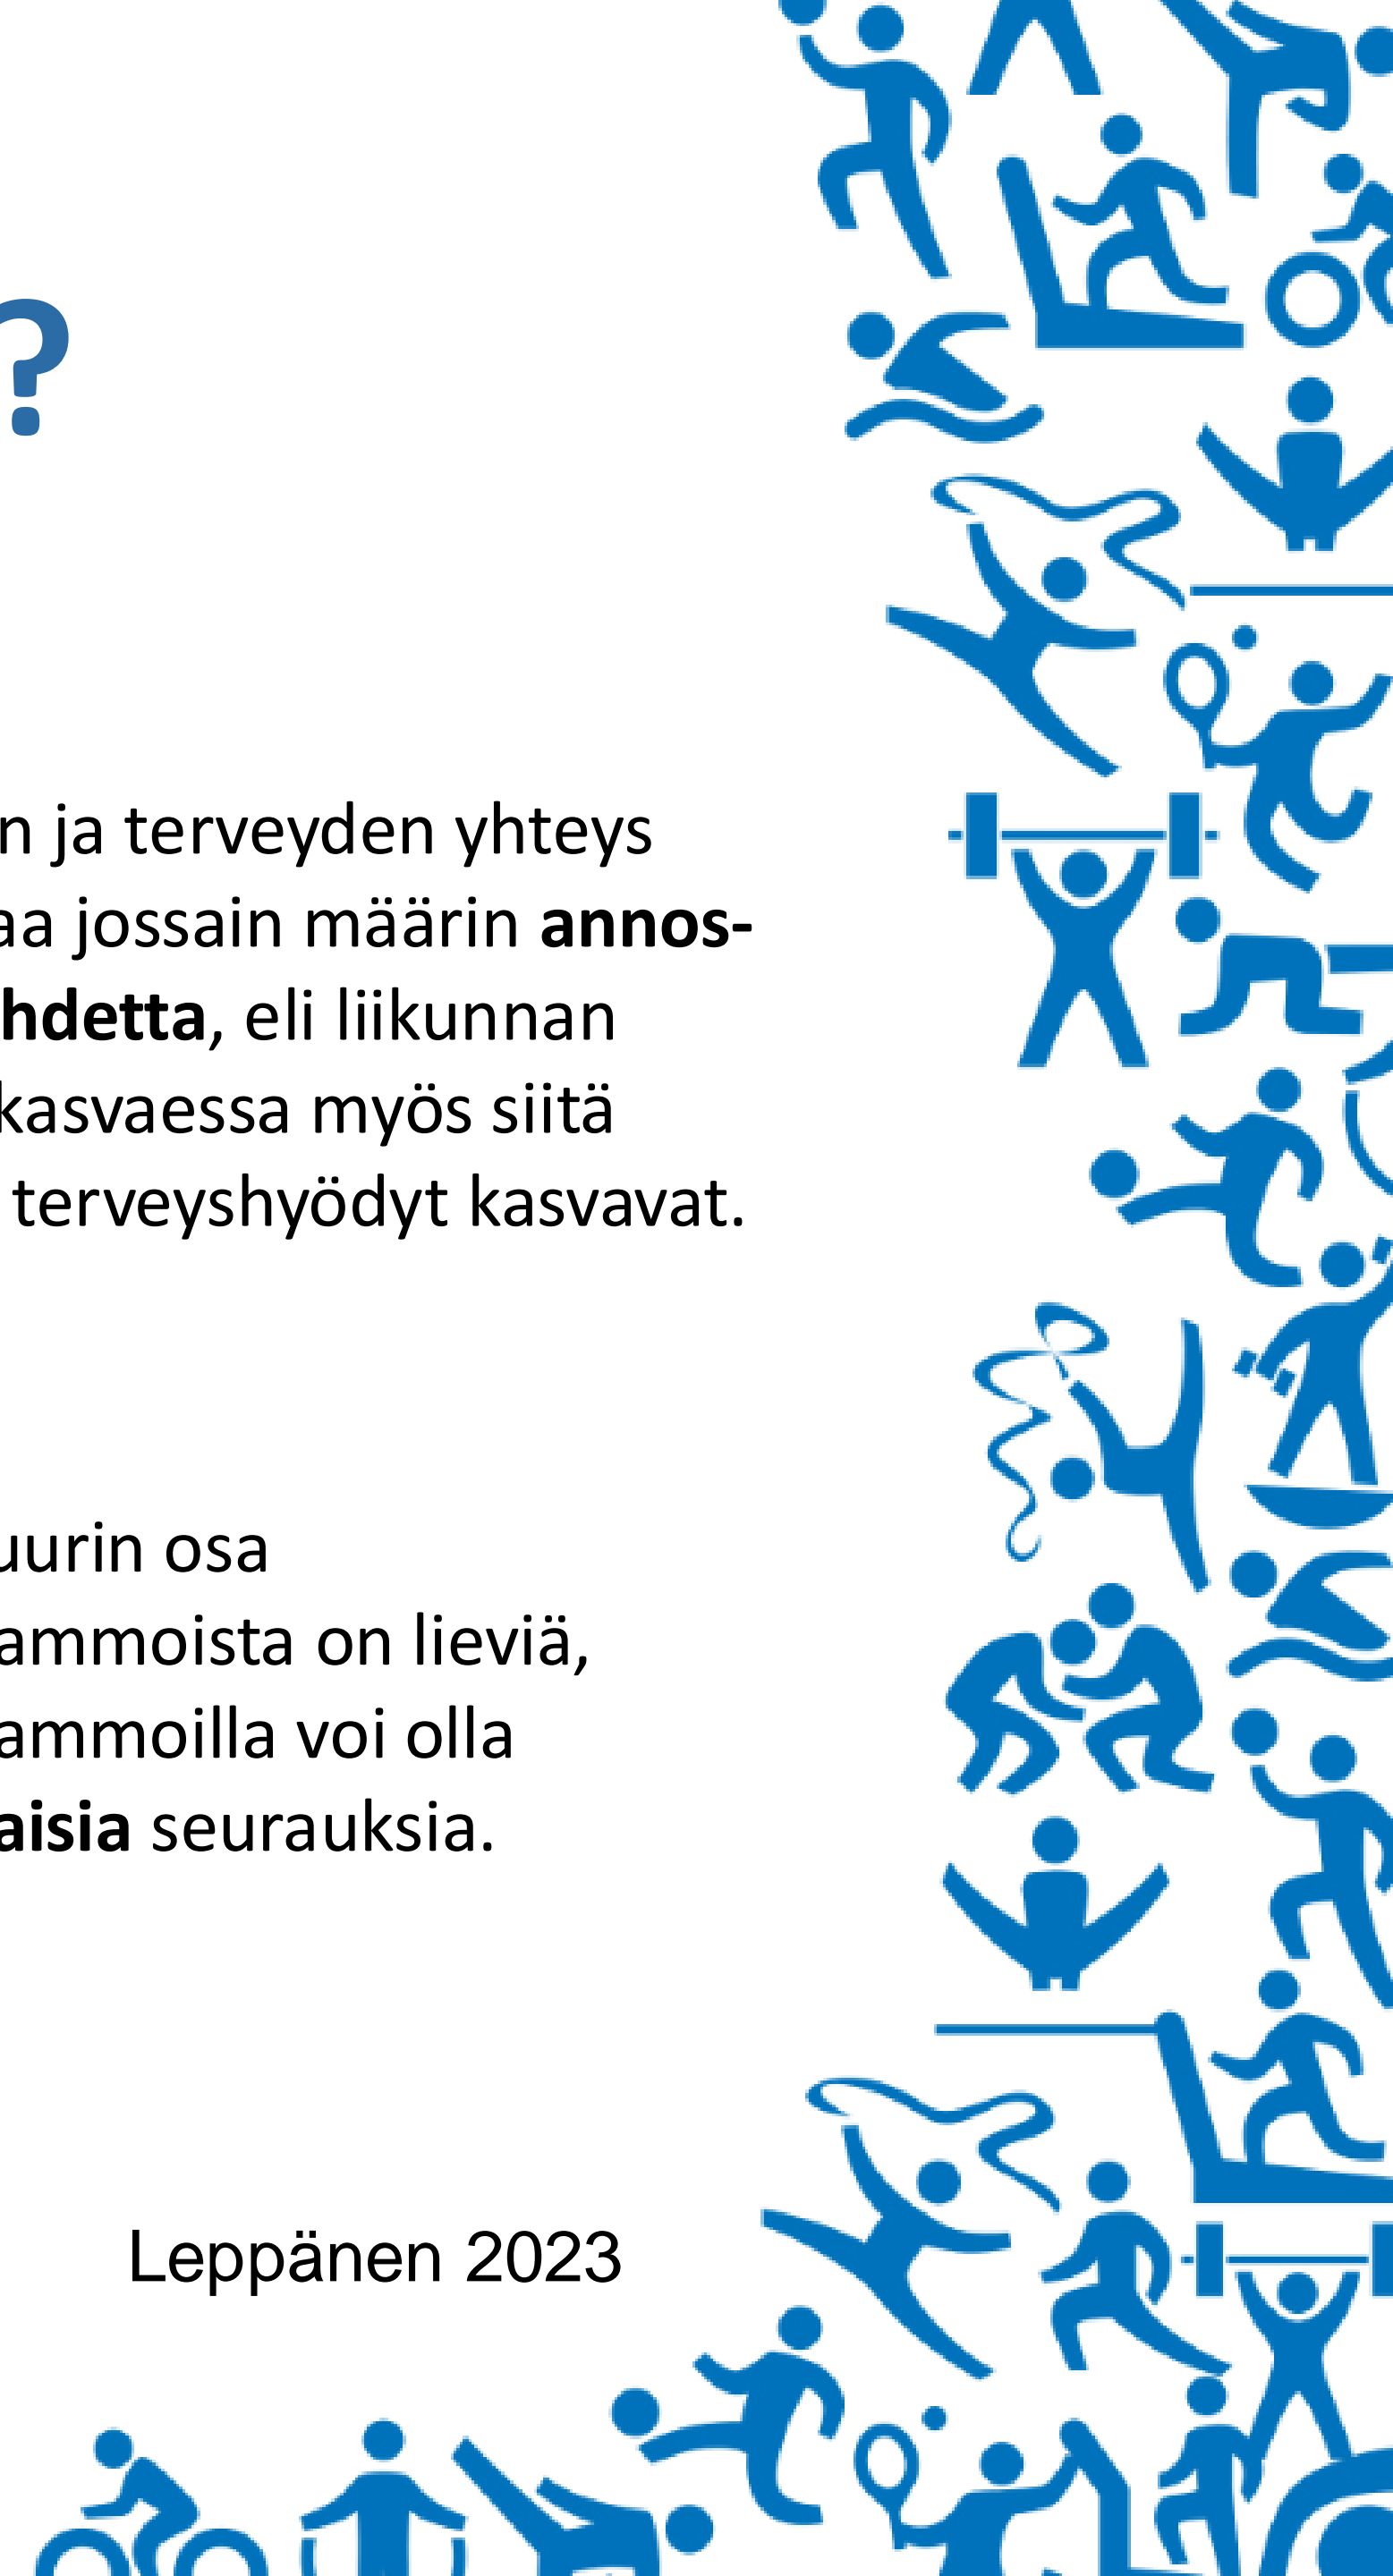 ?
n ja terveyden yhteys
aa jossain määrin annos-
hdetta, eli liikunnan
kasvaessa myös siitä
terveyshyödyt kasvavat.
uurin osa
ammoista on lieviä,
ammoilla voi olla
aisia seurauksia.
Leppänen 2023